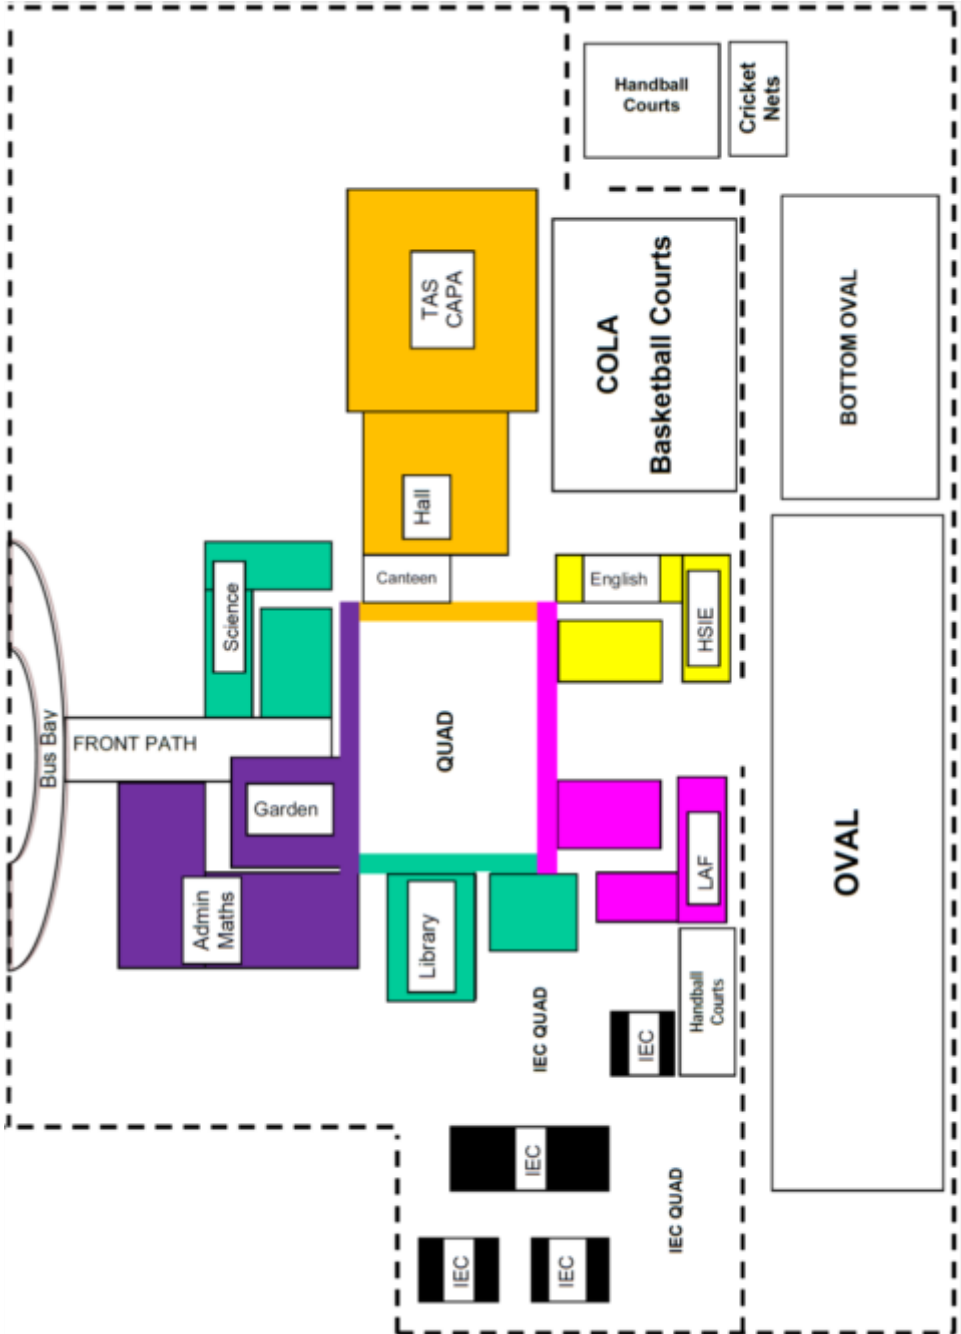 Handball
Courts
Cricket
Nets
TAS
CAPA
COLA
Basketball Courts
BOTTOM OVAL
Hall
Canteen
English
HSIE
Science
Bus Bay
FRONT PATH
QUAD
Garden
Admin
Maths
Library
LAF
OVAL
Handball
Courts
IEC QUAD
IEC
IEC
IEC QUAD
IEC
IEC